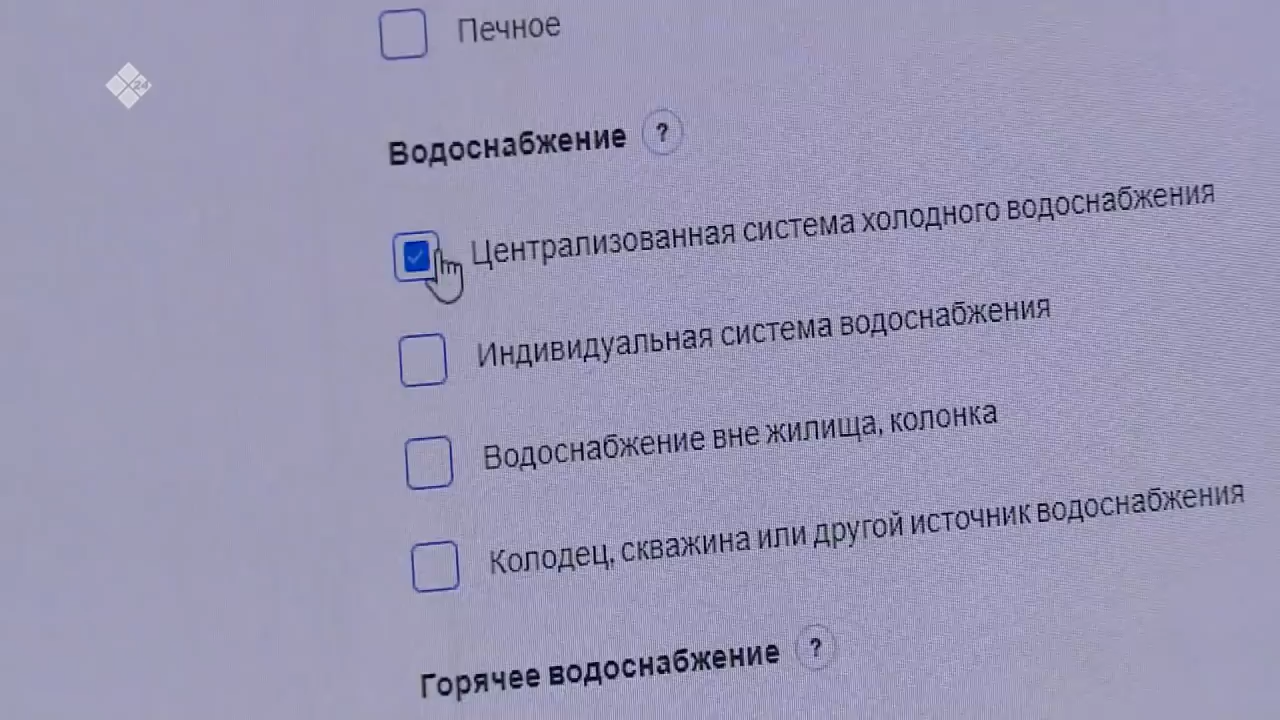 Печное
24
Водоснабжение ?
Централизованная система холодного водоснабжения
Индивидуальная система водоснабжения
Водоснабжение вне жилища, колонка
Колодец, скважина или другой источник водоснабжения
Горячее водоснабжение ?